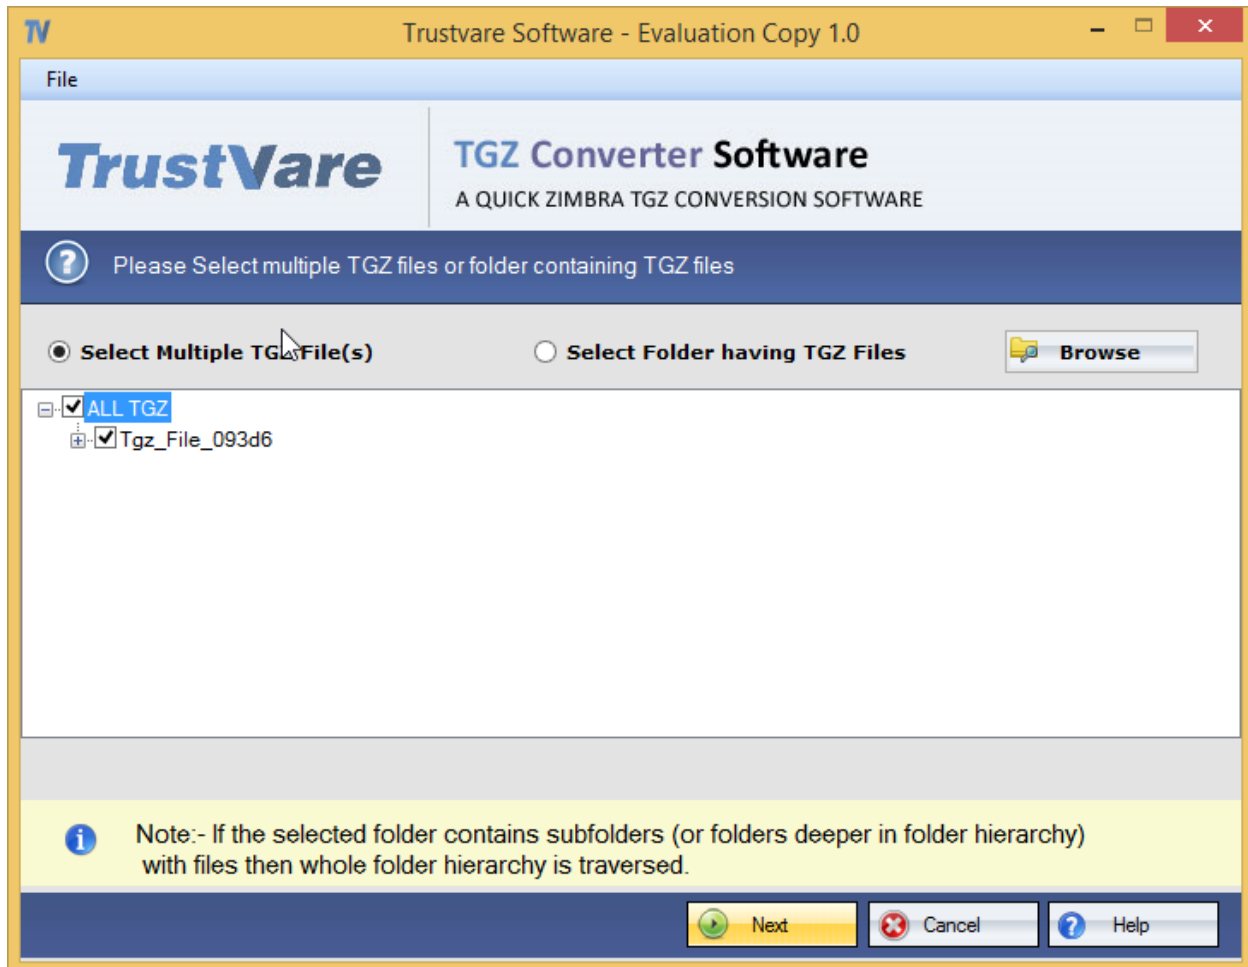 TV
Trustvare Software - Evaluation Copy 1.0
File
TrustVare
TGZ Converter Software
A QUICK ZIMBRA TGZ CONVERSION SOFTWARE
Please Select multiple TGZ files or folder containing TGZ files
Select Multiple TGZ File(s)
Select Folder having TGZ Files
Browse
ALL TGZ
Tgz_File_093d6
Note:- If the selected folder contains subfolders (or folders deeper in folder hierarchy)
with files then whole folder hierarchy is traversed.
Next
Cancel
Help